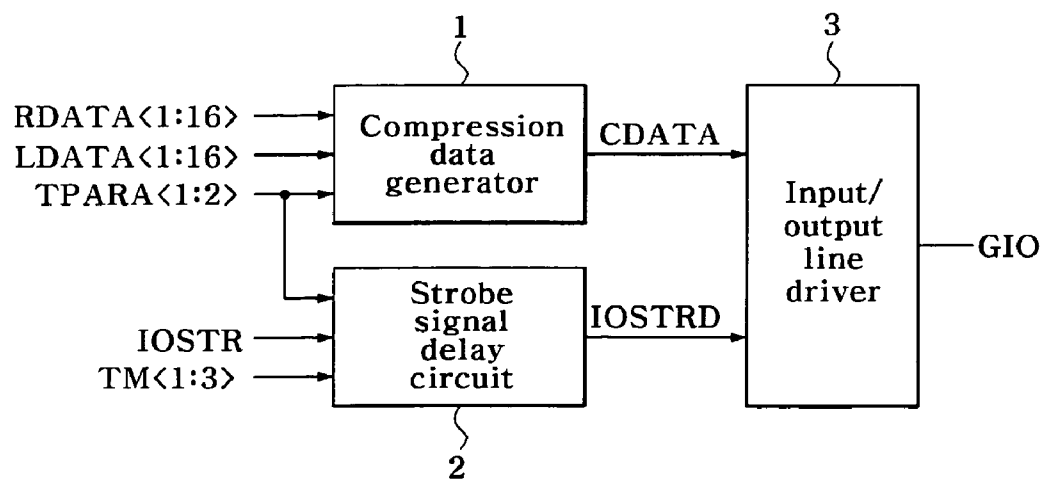 1
3
RDATA<1:16>
LDATA<1:16>
TPARA<1:2>
Compression
data
generator
CDATA
Input/
output
line
driver
GIO
IOSTR
TM<1:3>
Strobe
signal
delay
circuit
IOSTRD
2